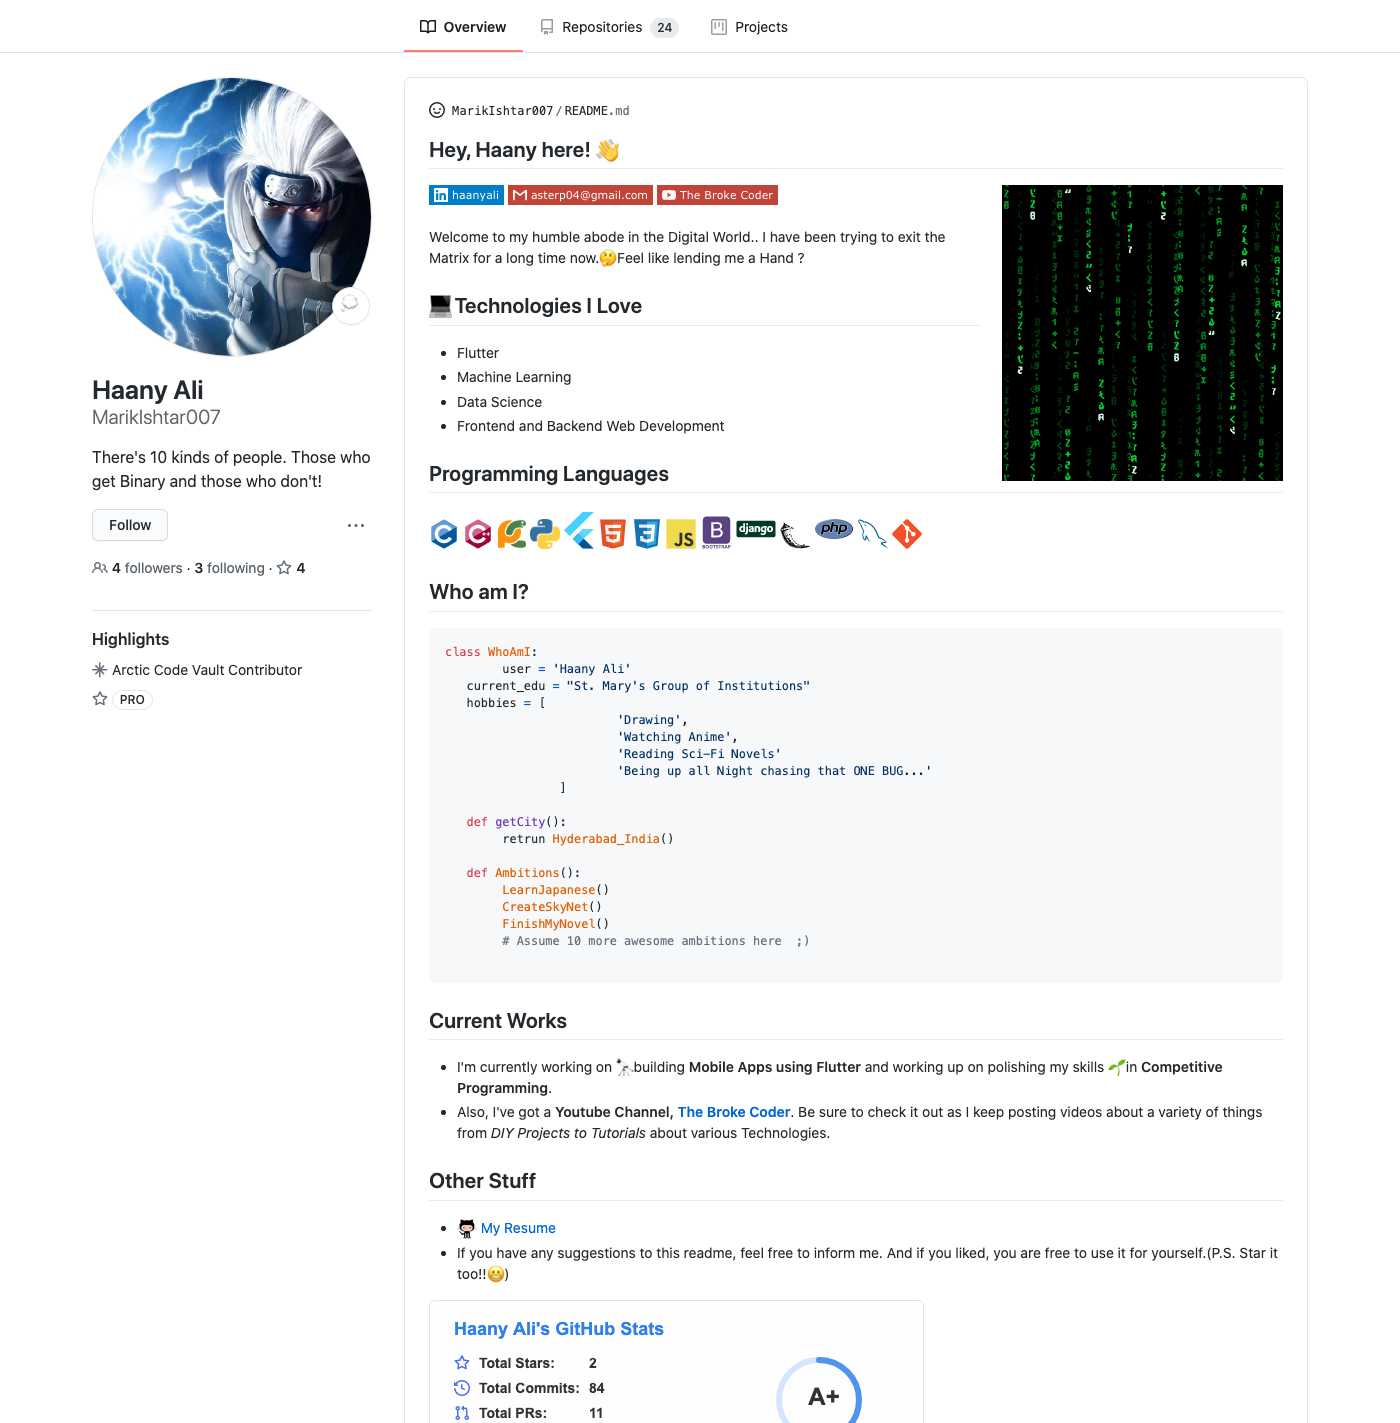 Overview Repositories 24 Projects
MarikIshtar007/README.md
Hey, Haany here! 👋
haanyali asterp04@gmail.com The Broke Coder
Welcome to my humble abode in the Digital World.. I have been trying to exit the
Matrix for a long time now.🤔Feel like lending me a Hand ?
💻Technologies I Love
Flutter
Machine Learning
Data Science
Frontend and Backend Web Development
Programming Languages
JS
B
BOOTSTRAP
django
php
Who am I?
class WhoAmI:
user = 'Haany Ali'
current_edu = "St. Mary's Group of Institutions"
hobbies = [
'Drawing',
'Watching Anime',
'Reading Sci-Fi Novels'
'Being up all Night chasing that ONE BUG...'
]
def getCity():
retrun Hyderabad_India()
def Ambitions():
LearnJapanese()
CreateSkyNet()
FinishMyNovel()
# Assume 10 more awesome ambitions here  ;)
Current Works
I'm currently working on 🔭building Mobile Apps using Flutter and working up on polishing my skills 🌱in Competitive
Programming.
Also, I've got a Youtube Channel, The Broke Coder. Be sure to check it out as I keep posting videos about a variety of things
from DIY Projects to Tutorials about various Technologies.
Other Stuff
My Resume
If you have any suggestions to this readme, feel free to inform me. And if you liked, you are free to use it for yourself.(P.S. Star it
too!!😬)
Haany Ali's GitHub Stats
Total Stars: 2
Total Commits: 84
Total PRs: 11
A+
Haany Ali
MarikIshtar007
There's 10 kinds of people. Those who
get Binary and those who don't!
Follow ...
4 followers · 3 following · 4
Highlights
Arctic Code Vault Contributor
PRO